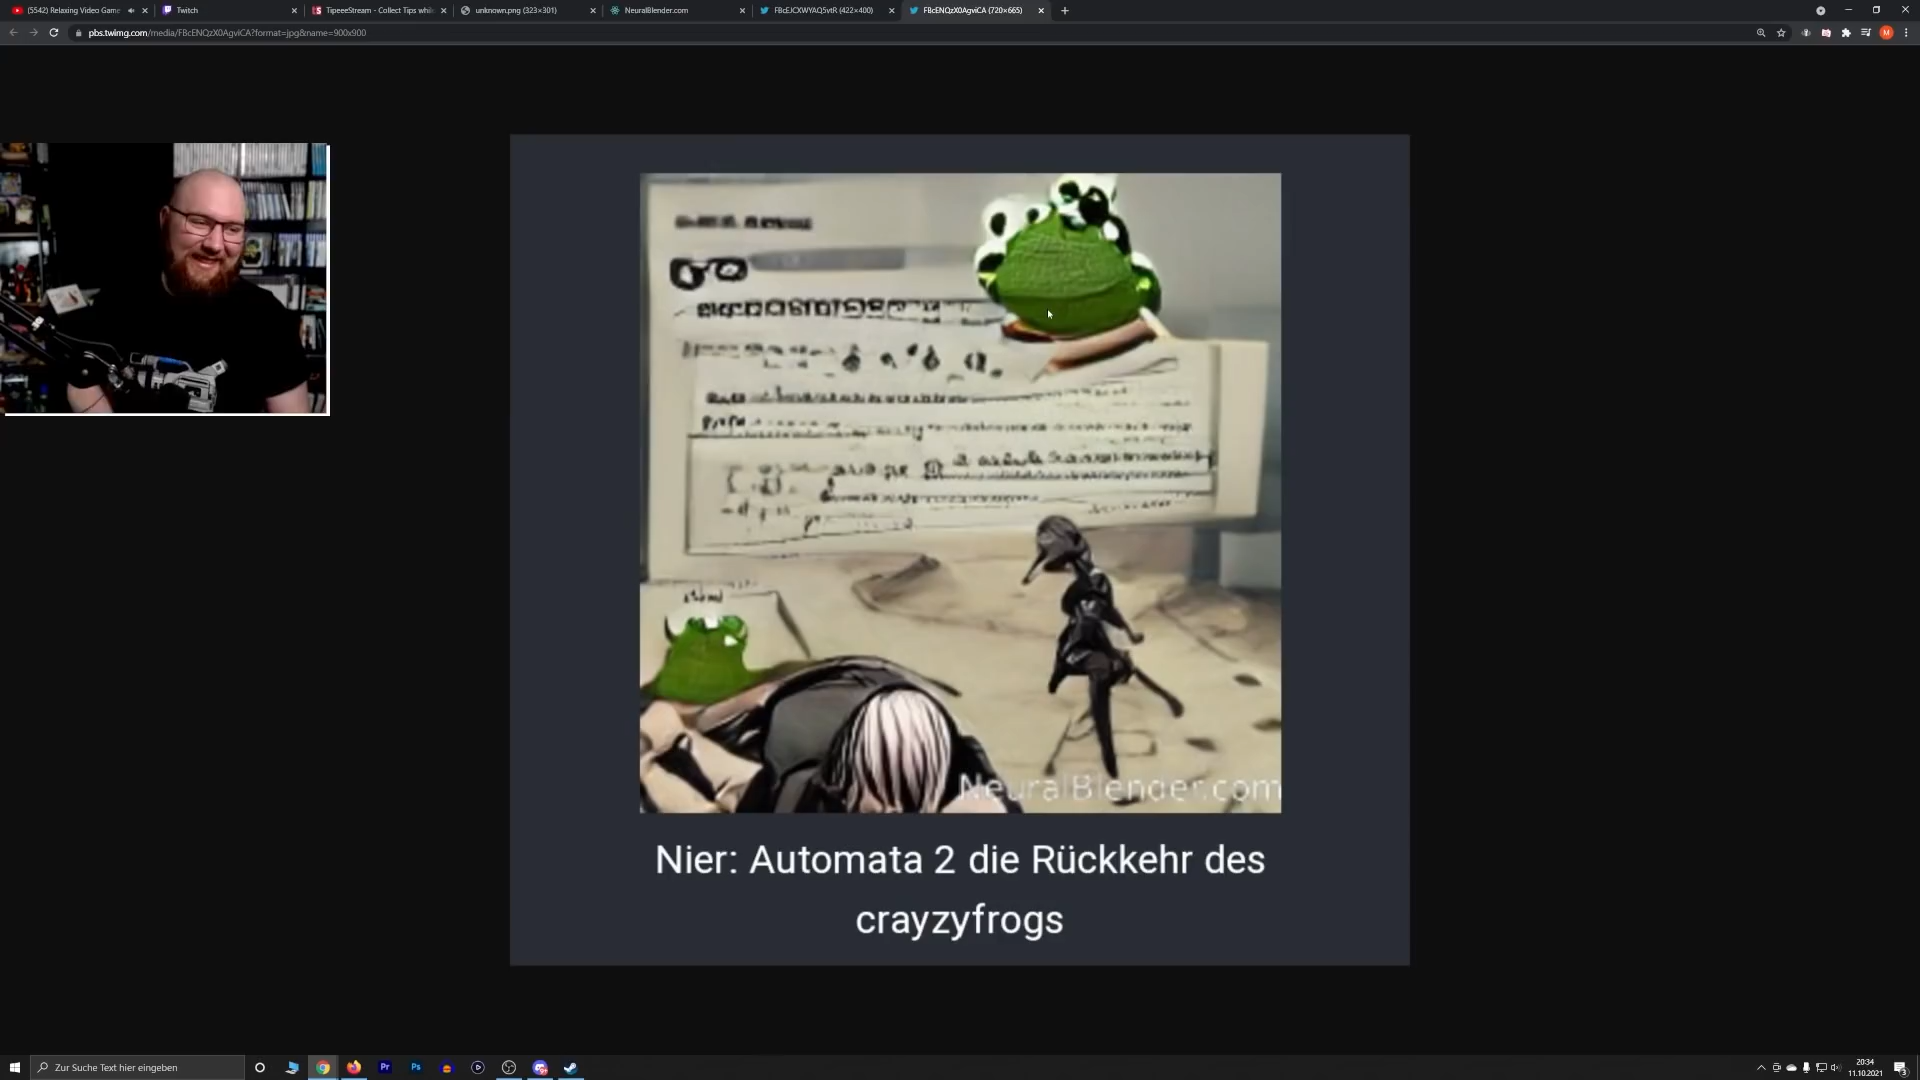 (5542) Relaxing Video Game
Twitch
TipeeeStream - Collect Tips whil
unknown.png (323×301)
NeuralBlender.com
FBcEJCXWYAQ5vtR (422×400)
FBcENQzX0AgviCA (720×665)
pbs.twimg.com/media/FBcENQzX0AgviCA?format=jpg&name=900x900
M
NeuralBlender.com
Nier: Automata 2 die Rückkehr des
crayzyfrogs
Zur Suche Text hier eingeben
Pr
Ps
20:34
11.10.2021